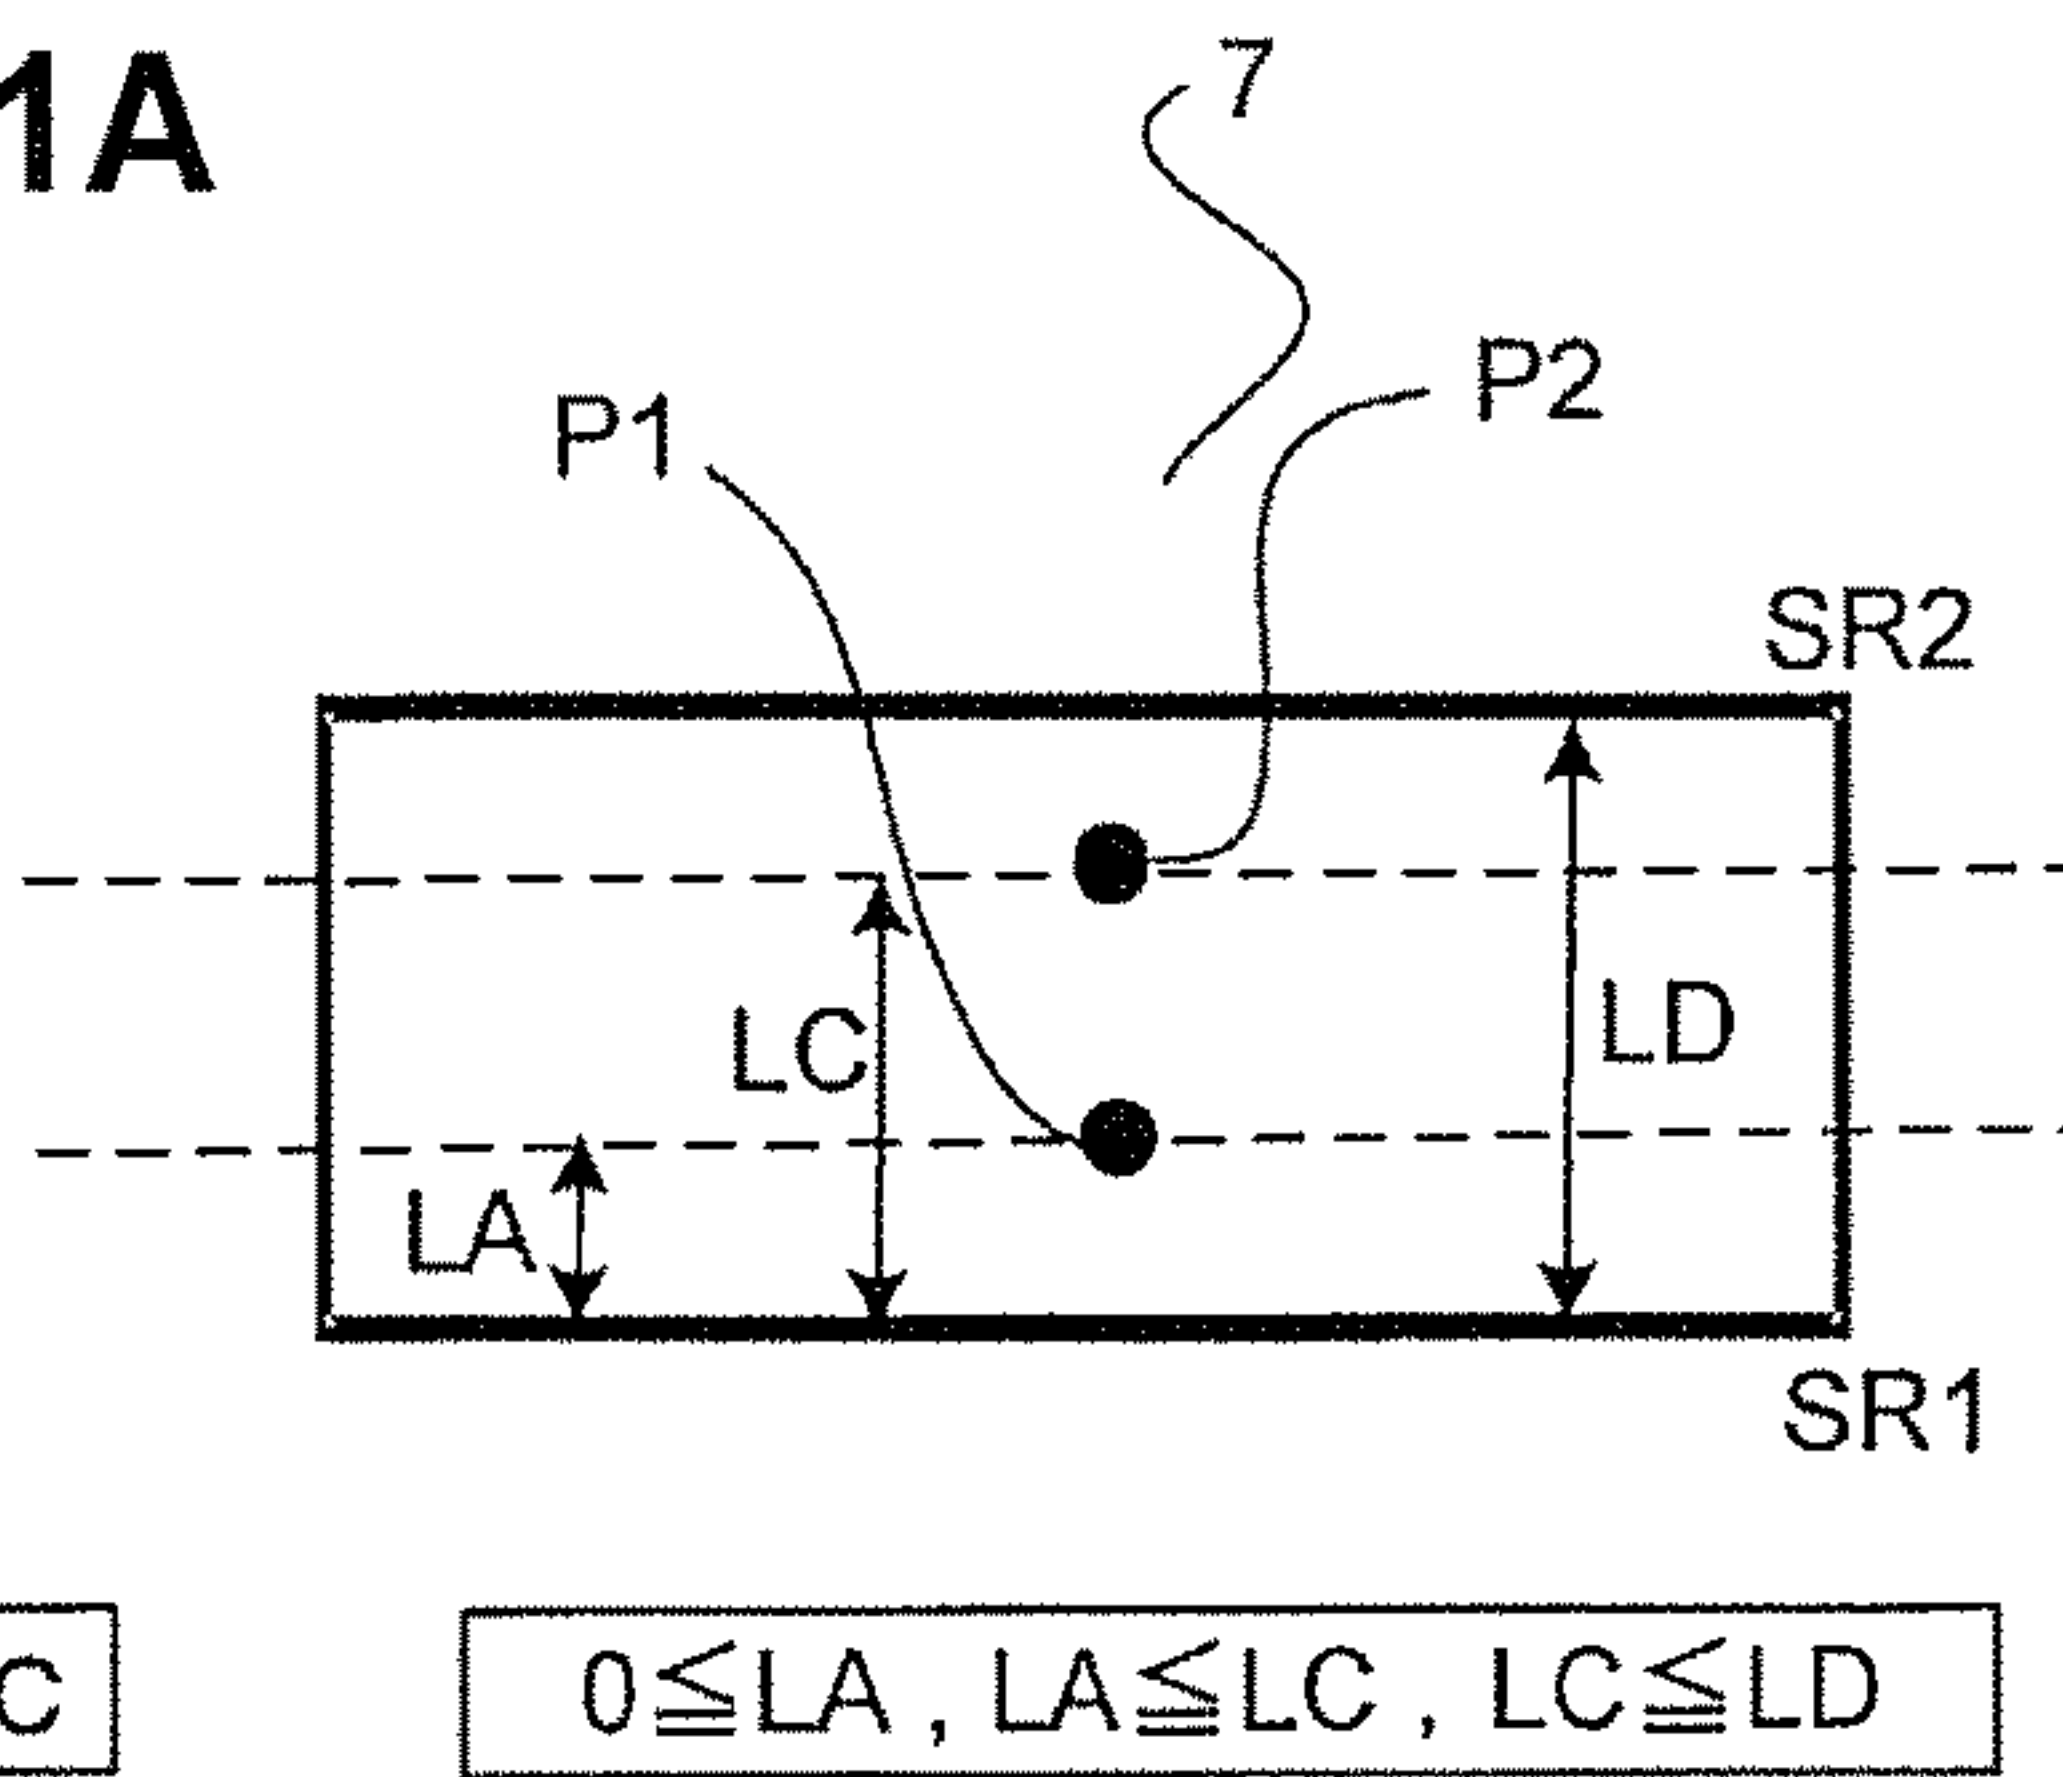 1A
7
P2
P1
SR2
LC
LD
LA
SR1
C
0≦LA , LA≦LC , LC≦LD